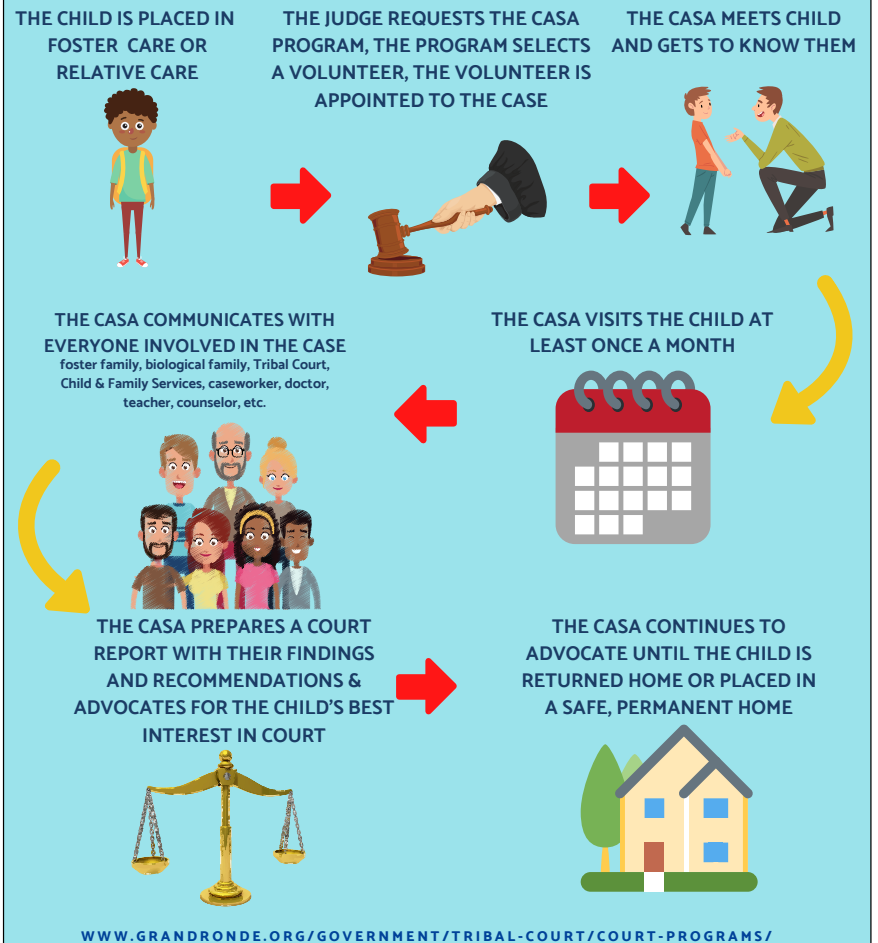 THE CHILD IS PLACED IN
FOSTER CARE OR
RELATIVE CARE
THE JUDGE REQUESTS THE CASA
PROGRAM, THE PROGRAM SELECTS
A VOLUNTEER, THE VOLUNTEER IS
APPOINTED TO THE CASE
THE CASA MEETS CHILD
AND GETS TO KNOW THEM
THE CASA VISITS THE CHILD AT
LEAST ONCE A MONTH
THE CASA COMMUNICATES WITH
EVERYONE INVOLVED IN THE CASE
foster family, biological family, Tribal Court,
Child & Family Services, caseworker, doctor,
teacher, counselor, etc.
THE CASA PREPARES A COURT
REPORT WITH THEIR FINDINGS
AND RECOMMENDATIONS &
ADVOCATES FOR THE CHILD'S BEST
INTEREST IN COURT
THE CASA CONTINUES TO
ADVOCATE UNTIL THE CHILD IS
RETURNED HOME OR PLACED IN
A SAFE, PERMANENT HOME
WWW.GRANDRONDE.ORG/GOVERNMENT/TRIBAL-COURT/COURT-PROGRAMS/